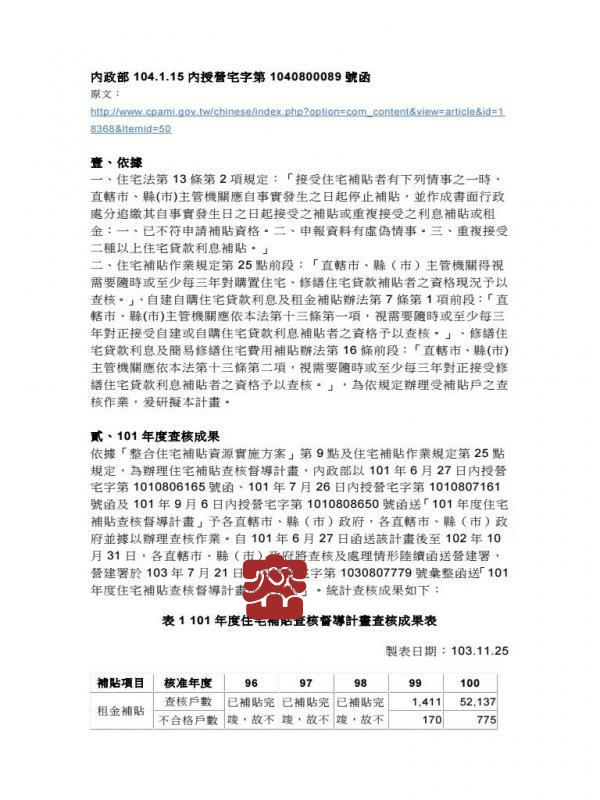 內政部 104.1.15 內授營宅字第 1040800089 號函
原文：
http://www.cpami.gov.tw/chinese/index.php?option=com_content&view=article&id=1
8368&Itemid=50
壹、依據
一、住宅法第 13 條第 2 項規定：「接受住宅補貼者有下列情事之一時，
直轄市、縣(市)主管機關應自事實發生之日起停止補貼，並作成書面行政
處分追繳其自事實發生日之日起接受之補貼或重複接受之利息補貼或租
金：一、已不符申請補貼資格。二、申報資料有虛偽情事。三、重複接受
二種以上住宅貸款利息補貼。」
二、住宅補貼作業規定第 25 點前段：「直轄市、縣（市）主管機關得視
需要隨時或至少每三年對購置住宅、修繕住宅貸款補貼者之資格現況予以
查核。」、自建自購住宅貸款利息及租金補貼辦法第 7 條第 1 項前段：「直
轄市、縣(市)主管機關應依本法第十三條第一項，視需要隨時或至少每三
年對正接受自建或自購住宅貸款利息補貼者之資格予以查核。」、修繕住
宅貸款利息及簡易修繕住宅費用補貼辦法第 16 條前段：「直轄市、縣(市)
主管機關應依本法第十三條第二項，視需要隨時或至少每三年對正接受修
繕住宅貸款利息補貼者之資格予以查核。」，為依規定辦理受補貼戶之查
核作業，爰研擬本計畫。
貳、101 年度查核成果
依據「整合住宅補貼資源實施方案」第 9 點及住宅補貼作業規定第 25 點
規定，為辦理住宅補貼查核督導計畫，內政部以 101 年 6 月 27 日內授營
宅字第 1010806165 號函、101 年 7 月 26 日內授營宅字第 1010807161
號函及 101 年 9 月 6 日內授營宅字第 1010808650 號函送「101 年度住宅
補貼查核督導計畫」予各直轄市、縣（市）政府，各直轄市、縣（市）政
府並據以辦理查核作業。自 101 年 6 月 27 日函送該計畫後至 102 年 10
月 31 日，各直轄市、縣（市）政府將查核及處理情形陸續函送營建署，
營建署於 103 年 7 月 21 日 字第 1030807779 號彙整函送「101
年度住宅補貼查核督導計 」。統計查核成果如下：
表 1 101 年度住宅補貼查核督導計畫查核成果表
製表日期：103.11.25
補貼項目 核准年度 96 97 98 99 100
租金補貼 查核戶數 已補貼完 已補貼完 已補貼完 1,411 52,137
不合格戶數 竣，故不 竣，故不 竣，故不 170 775